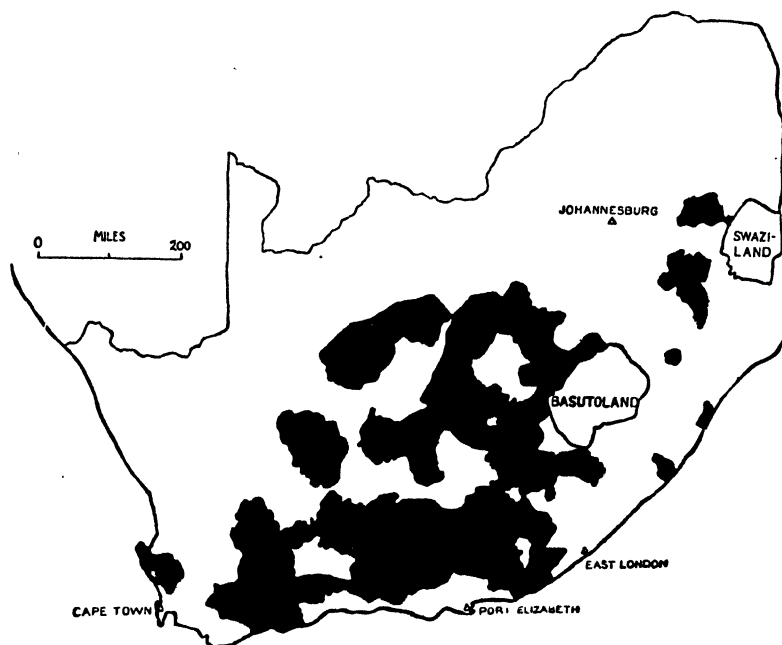 JOHANNESBURG
SWAZI-
LAND
MILES
0 200
BASUTOLAND
EAST LONDON
CAPE TOWN
PORT ELIZABETH